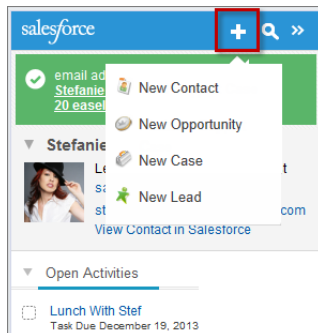 salesforce
email ad
Stefanie
20 easel
New Contact
New Opportunity
New Case
New Lead
Stefanie
Le t
sa
st com
View Contact in Salesforce
Open Activities
Lunch With Stef
Task Due December 19, 2013